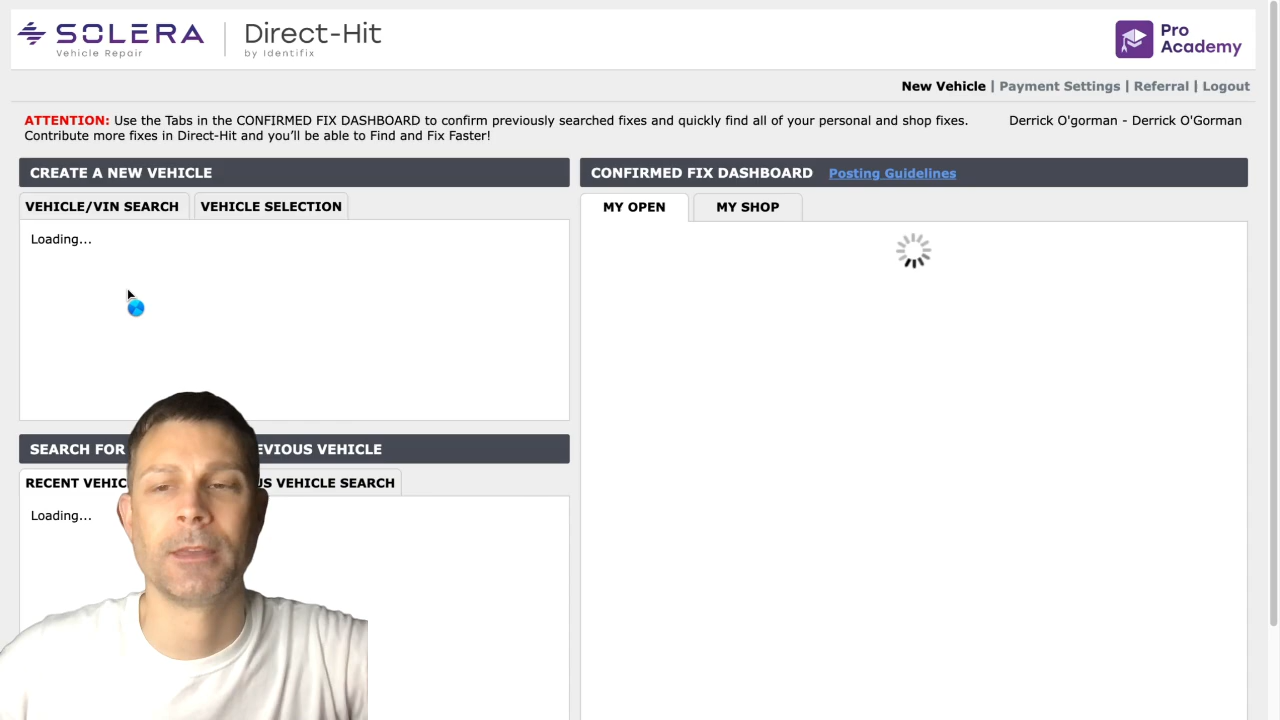 SOLERA
Vehicle Repair
Direct-Hit
by Identifix
Pro
Academy
New Vehicle | Payment Settings | Referral | Logout
ATTENTION: Use the Tabs in the CONFIRMED FIX DASHBOARD to confirm previously searched fixes and quickly find all of your personal and shop fixes.
Contribute more fixes in Direct-Hit and you'll be able to Find and Fix Faster!
Derrick O'gorman - Derrick O'Gorman
CREATE A NEW VEHICLE
VEHICLE/VIN SEARCH
VEHICLE SELECTION
Loading...
CONFIRMED FIX DASHBOARD Posting Guidelines
MY OPEN
MY SHOP
SEARCH FOR EVIOUS VEHICLE
RECENT VEHIC US VEHICLE SEARCH
Loading...